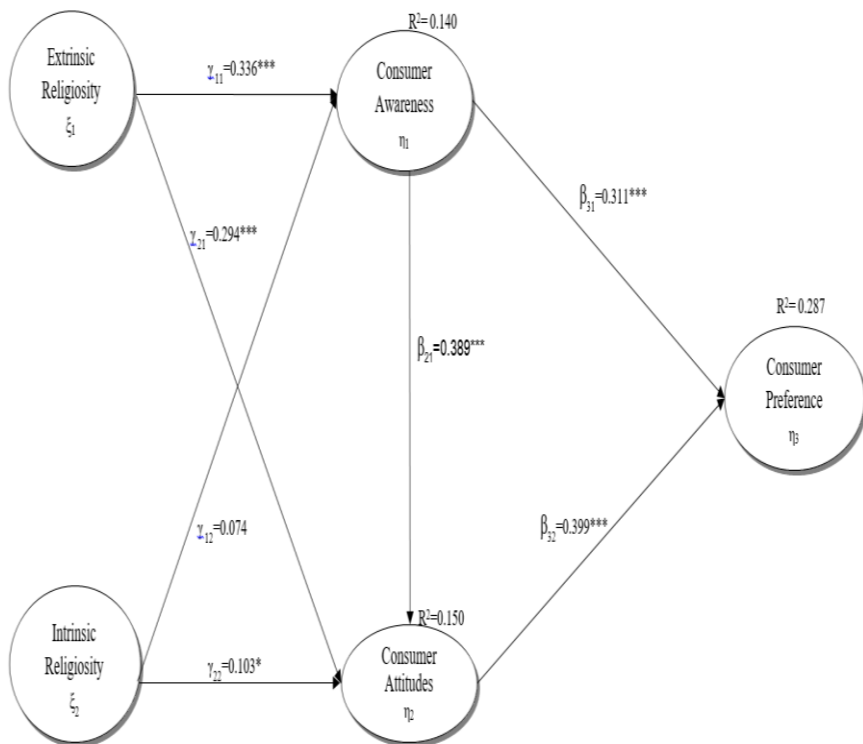 R²= 0.140
Extrinsic
Religiosity
ξ₁
γ₁₁=0.336***
Consumer
Awareness
η₁
β₃₁=0.311***
γ₂₁=0.294***
R²= 0.287
β₂₁=0.389***
Consumer
Preference
η₃
γ₁₂=0.074
β₃₂=0.399***
R²=0.150
Intrinsic
Religiosity
ξ₂
γ₂₂=0.103*
Consumer
Attitudes
η₂